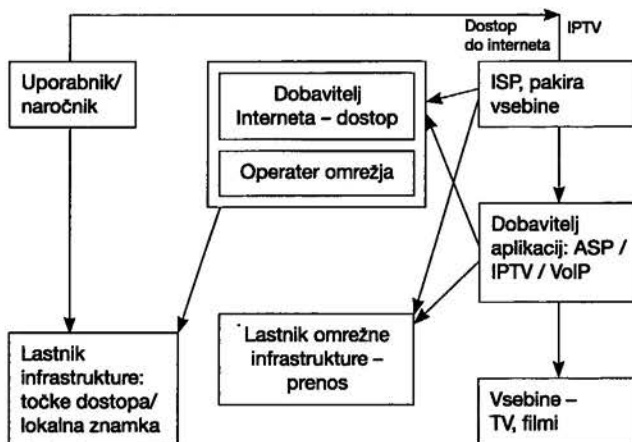 Dostop
do interneta
IPTV
Uporabnik/
naročnik
Dobavitelj
Interneta – dostop
Operater omrežja
ISP, pakira
vsebine
Dobavitelj
aplikacij: ASP /
IPTV / VoIP
Lastnik
infrastrukture:
točke dostopa/
lokalna znamka
Lastnik omrežne
infrastrukture –
prenos
Vsebine –
TV, filmi